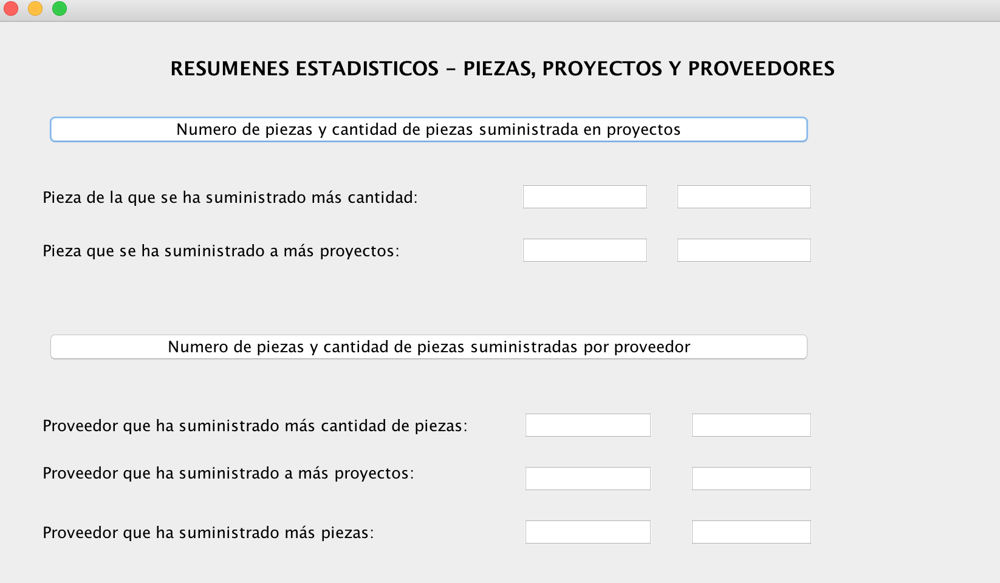 RESUMENES ESTADISTICOS - PIEZAS, PROYECTOS Y PROVEEDORES
Numero de piezas y cantidad de piezas suministrada en proyectos
Pieza de la que se ha suministrado más cantidad:
Pieza que se ha suministrado a más proyectos:
Numero de piezas y cantidad de piezas suministradas por proveedor
Proveedor que ha suministrado más cantidad de piezas:
Proveedor que ha suministrado a más proyectos:
Proveedor que ha suministrado más piezas: